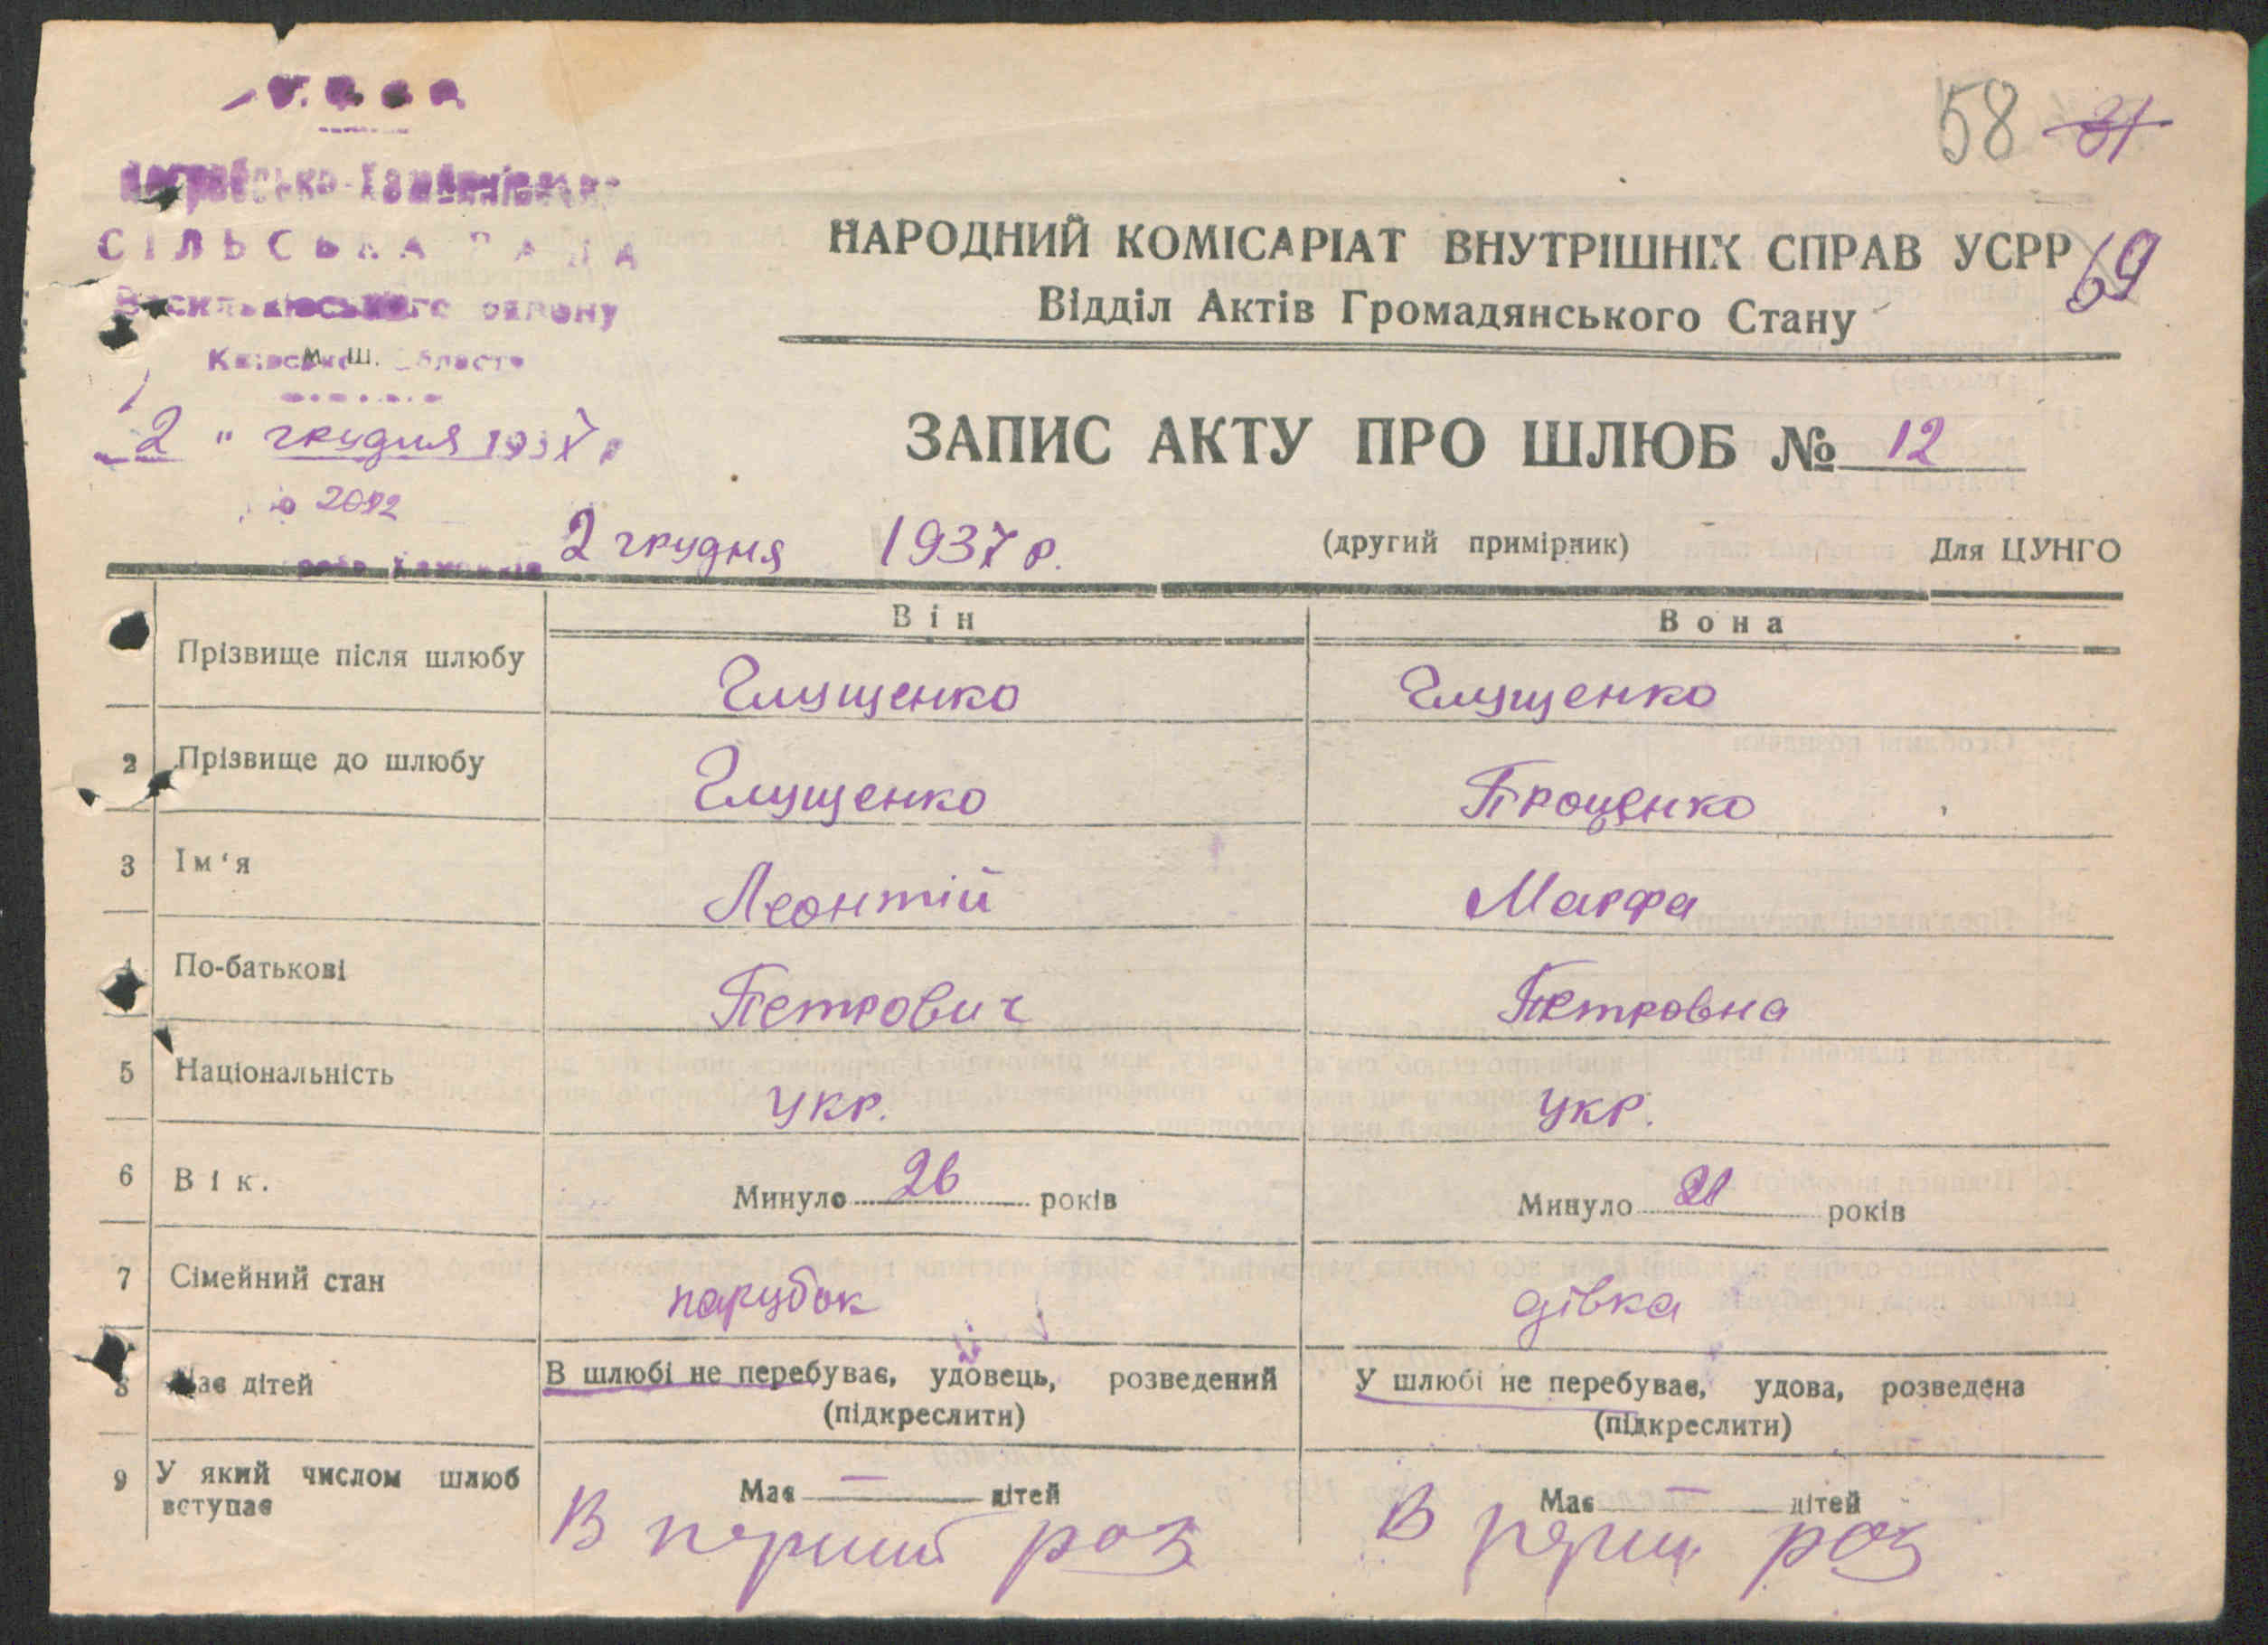 У.С.Р.Р.
СІЛЬСЬКА РАДА
Васильківського району
Київської області
М. Ш.
58 31
НАРОДНИЙ КОМІСАРІАТ ВНУТРІШНІХ СПРАВ УСРР 69
Відділ Актів Громадянського Стану
„2" грудня 1937 р.
ЗАПИС АКТУ ПРО ШЛЮБ № 12
2 грудня 1937 р. (другий примірник) Для ЦУНГО
Він Вона
Прізвище після шлюбу Глущенко Глущенко
2 Прізвище до шлюбу Глущенко Проценко
3 Ім'я Леонтій Марфа
4 По-батькові Петрович Петровна
5 Національність укр. укр.
6 Вік. Минуло 26 років Минуло 21 років
7 Сімейний стан парубок дівка
8 Має дітей В шлюбі не перебуває, удовець, розведений У шлюбі не перебуває, удова, розведена
(підкреслити) (підкреслити)
9 У який числом шлюб Має — дітей Має — дітей
вступає В перший раз В перш. раз